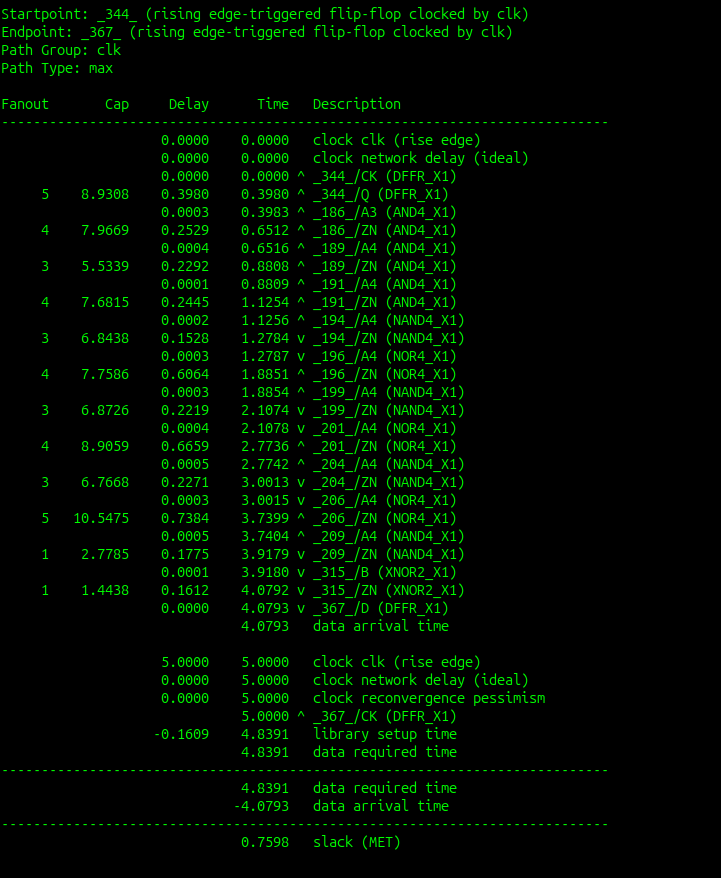 Startpoint: _344_ (rising edge-triggered flip-flop clocked by clk)
Endpoint: _367_ (rising edge-triggered flip-flop clocked by clk)
Path Group: clk
Path Type: max
Fanout       Cap     Delay      Time   Description
----------------------------------------------------------------------------
                    0.0000    0.0000   clock clk (rise edge)
                    0.0000    0.0000   clock network delay (ideal)
                    0.0000    0.0000 ^ _344_/CK (DFFR_X1)
     5    8.9308    0.3980    0.3980 ^ _344_/Q (DFFR_X1)
                    0.0003    0.3983 ^ _186_/A3 (AND4_X1)
     4    7.9669    0.2529    0.6512 ^ _186_/ZN (AND4_X1)
                    0.0004    0.6516 ^ _189_/A4 (AND4_X1)
     3    5.5339    0.2292    0.8808 ^ _189_/ZN (AND4_X1)
                    0.0001    0.8809 ^ _191_/A4 (AND4_X1)
     4    7.6815    0.2445    1.1254 ^ _191_/ZN (AND4_X1)
                    0.0002    1.1256 ^ _194_/A4 (NAND4_X1)
     3    6.8438    0.1528    1.2784 v _194_/ZN (NAND4_X1)
                    0.0003    1.2787 v _196_/A4 (NOR4_X1)
     4    7.7586    0.6064    1.8851 ^ _196_/ZN (NOR4_X1)
                    0.0003    1.8854 ^ _199_/A4 (NAND4_X1)
     3    6.8726    0.2219    2.1074 v _199_/ZN (NAND4_X1)
                    0.0004    2.1078 v _201_/A4 (NOR4_X1)
     4    8.9059    0.6659    2.7736 ^ _201_/ZN (NOR4_X1)
                    0.0005    2.7742 ^ _204_/A4 (NAND4_X1)
     3    6.7668    0.2271    3.0013 v _204_/ZN (NAND4_X1)
                    0.0003    3.0015 v _206_/A4 (NOR4_X1)
     5   10.5475    0.7384    3.7399 ^ _206_/ZN (NOR4_X1)
                    0.0005    3.7404 ^ _209_/A4 (NAND4_X1)
     1    2.7785    0.1775    3.9179 v _209_/ZN (NAND4_X1)
                    0.0001    3.9180 v _315_/B (XNOR2_X1)
     1    1.4438    0.1612    4.0792 v _315_/ZN (XNOR2_X1)
                    0.0000    4.0793 v _367_/D (DFFR_X1)
                              4.0793   data arrival time
                    5.0000    5.0000   clock clk (rise edge)
                    0.0000    5.0000   clock network delay (ideal)
                    0.0000    5.0000   clock reconvergence pessimism
                              5.0000 ^ _367_/CK (DFFR_X1)
                   -0.1609    4.8391   library setup time
                              4.8391   data required time
----------------------------------------------------------------------------
                              4.8391   data required time
                             -4.0793   data arrival time
----------------------------------------------------------------------------
                              0.7598   slack (MET)